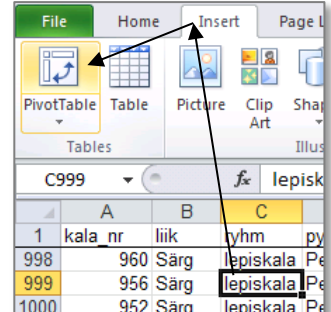 File Home Insert Page L
PivotTable Table Picture Clip Art Shap
Tables Illus
C999 fx lepisk
A B C
1 kala_nr liik ryhm py
998 960 Särg lepiskala Pe
999 956 Särg lepiskala Pe
1000 952 Särg lepiskala Pe